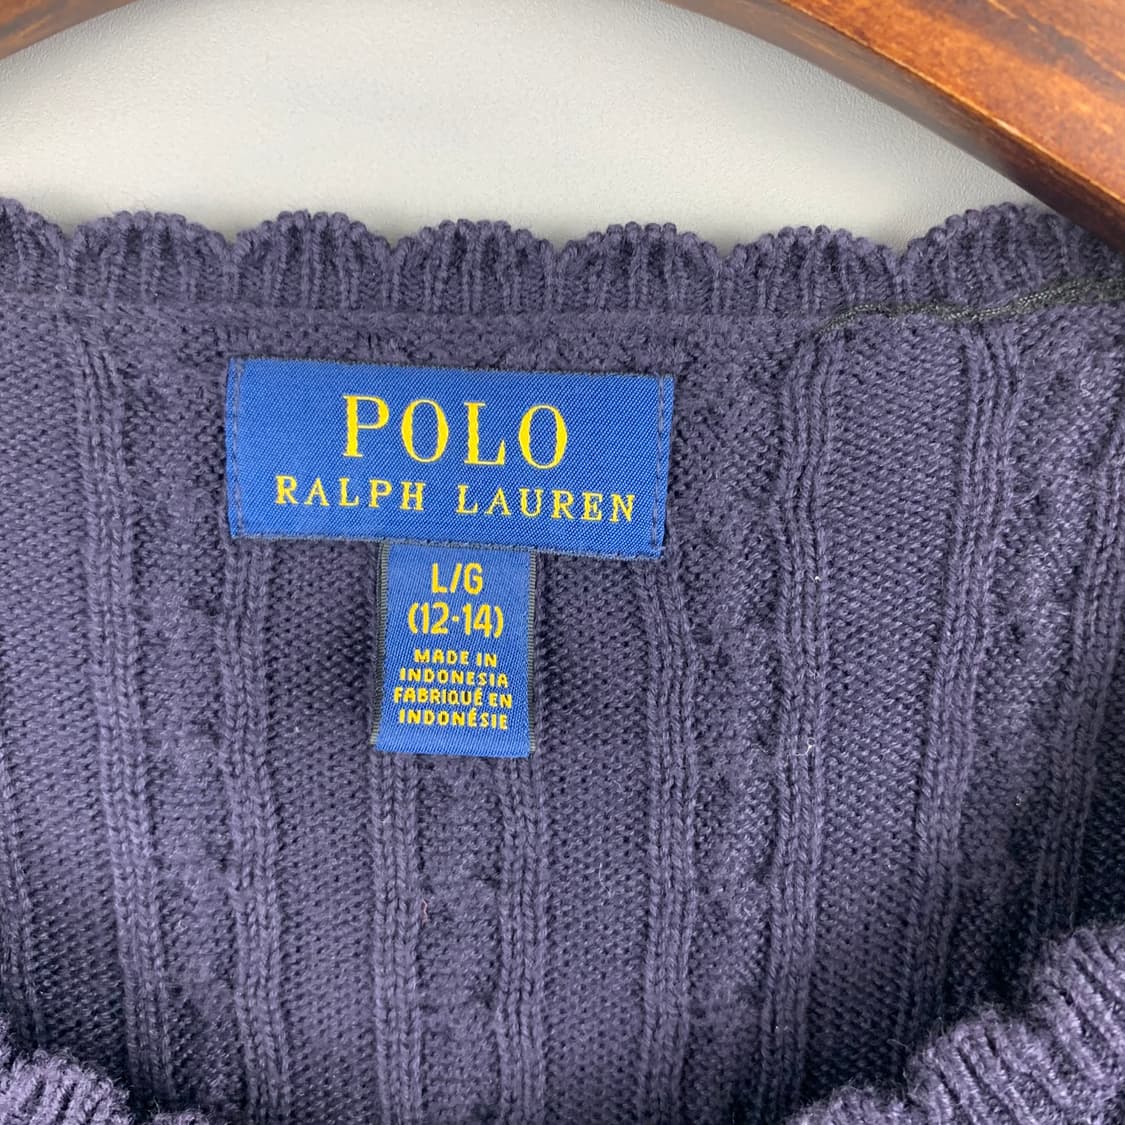 POLO
RALPH LAUREN
L/G
(12-14)
MADE IN
INDONESIA
FABRIQUÉ EN
INDONÉSIE